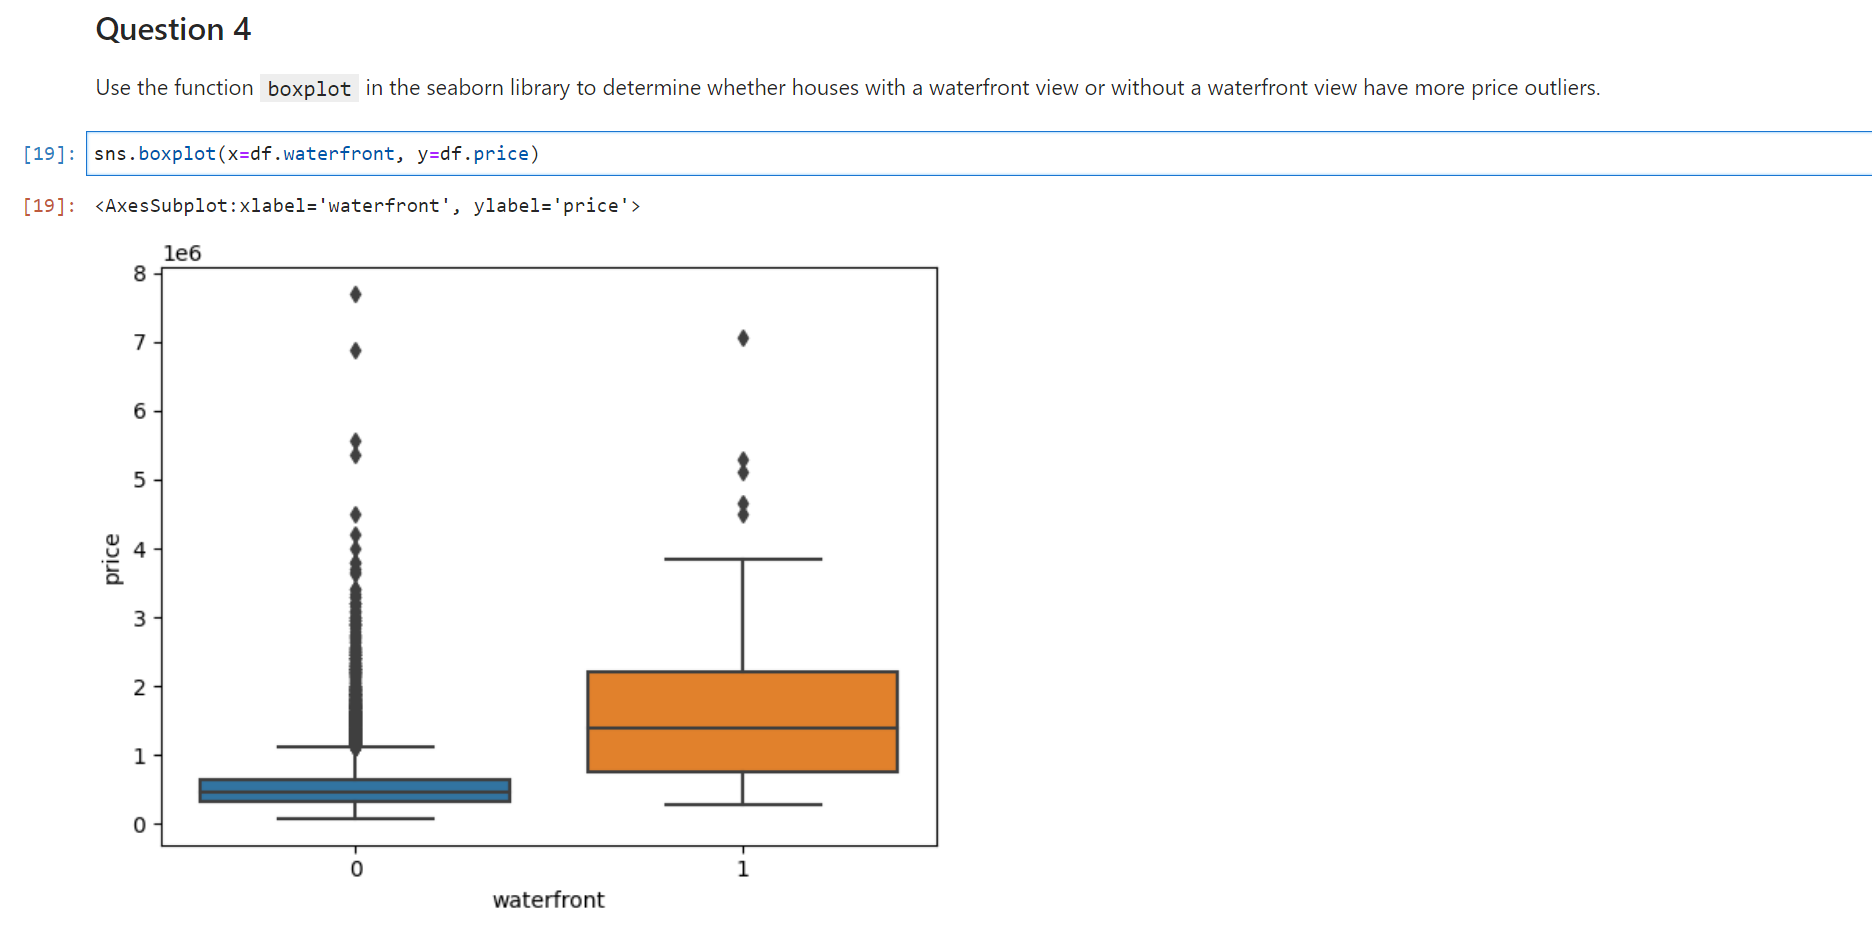 Question 4
Use the function boxplot in the seaborn library to determine whether houses with a waterfront view or without a waterfront view have more price outliers.
[19]: sns.boxplot(x=df.waterfront, y=df.price)
[19]: <AxesSubplot:xlabel='waterfront', ylabel='price'>
1e6
8
7
6
5
4
3
2
1
0
price
0 1
waterfront